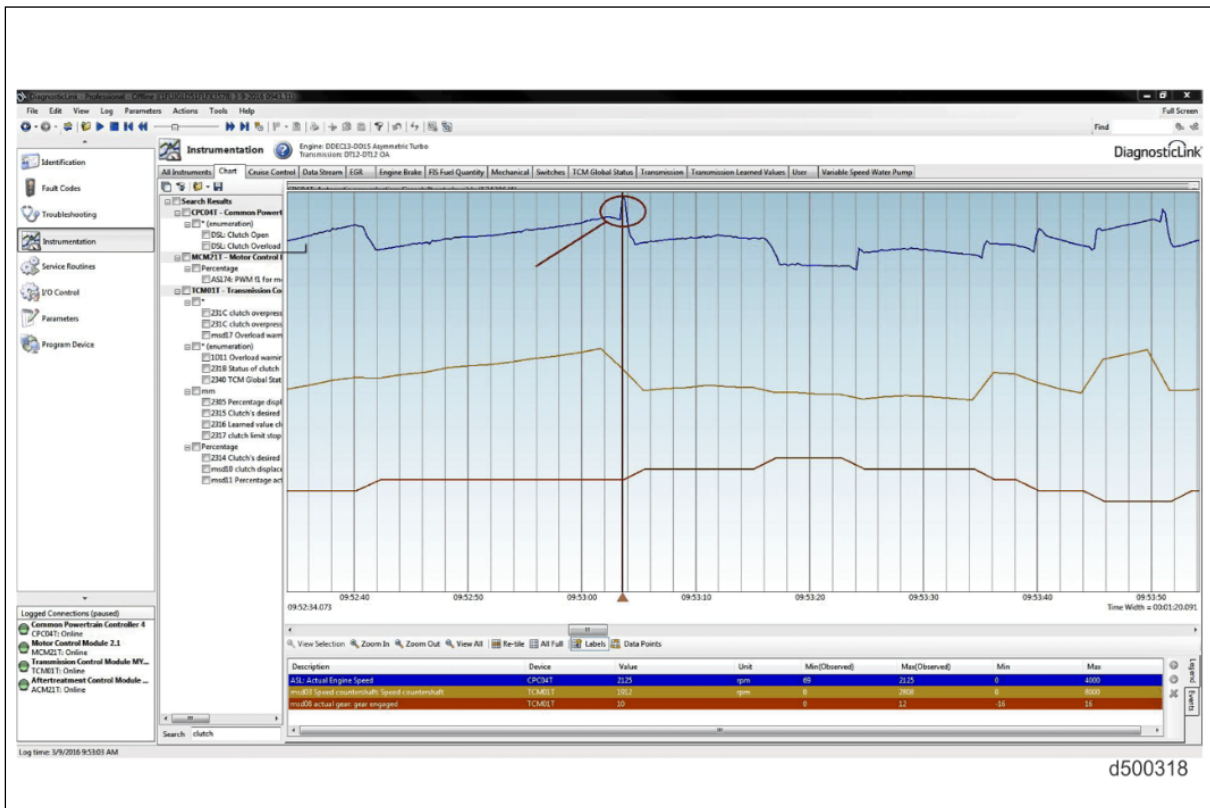 File Edit View Log Parameters Actions Tools Help
Full Screen
Find
Identification
Fault Codes
Troubleshooting
Instrumentation
Service Routines
I/O Control
Parameters
Program Device
Instrumentation
Engine: DDEC13-DD15 Asymmetric Turbo
Transmission: DT12-DT12 OA
DiagnosticLink
All Instruments Chart Cruise Control Data Stream EGR Engine Brake FIS Fuel Quantity Mechanical Switches TCM Global Status Transmission Transmission Learned Values User Variable Speed Water Pump
Search Results
CPC04T - Common Powert
* (enumeration)
DSL: Clutch Open
DSL: Clutch Overload
MCM21T - Motor Control
Percentage
TCM01T - Transmission Co
*
231C clutch overpress
231C clutch overpress
msd17 Overload warn
* (enumeration)
1D11 Overload warnin
2318 Status of clutch
2340 TCM Global Stat
mm
2305 Percentage displ
2315 Clutch's desired
2316 Learned value cl
2317 clutch limit stop
Percentage
2314 Clutch's desired
msd10 clutch displace
msd11 Percentage act
Search clutch
09:52:40 09:52:50 09:53:00 09:53:10 09:53:20 09:53:30 09:53:40 09:53:50
09:52:34.073
Time Width = 00:01:20.091
View Selection Zoom In Zoom Out View All Re-tile All Full Labels Data Points
Description Device Value Unit Min(Observed) Max(Observed) Min Max
ASL: Actual Engine Speed CPC04T 2125 rpm 69 2125 0 4000
msd03 Speed countershaft: Speed countershaft TCM01T 1912 rpm 0 2808 0 8000
msd08 actual gear: gear engaged TCM01T 10 0 12 -16 16
Legend
Events
Logged Connections (paused)
Common Powertrain Controller 4
CPC04T: Online
Motor Control Module 2.1
MCM21T: Online
Transmission Control Module MY...
TCM01T: Online
Aftertreatment Control Module ...
ACM21T: Online
Log time: 3/9/2016 9:53:03 AM
d500318